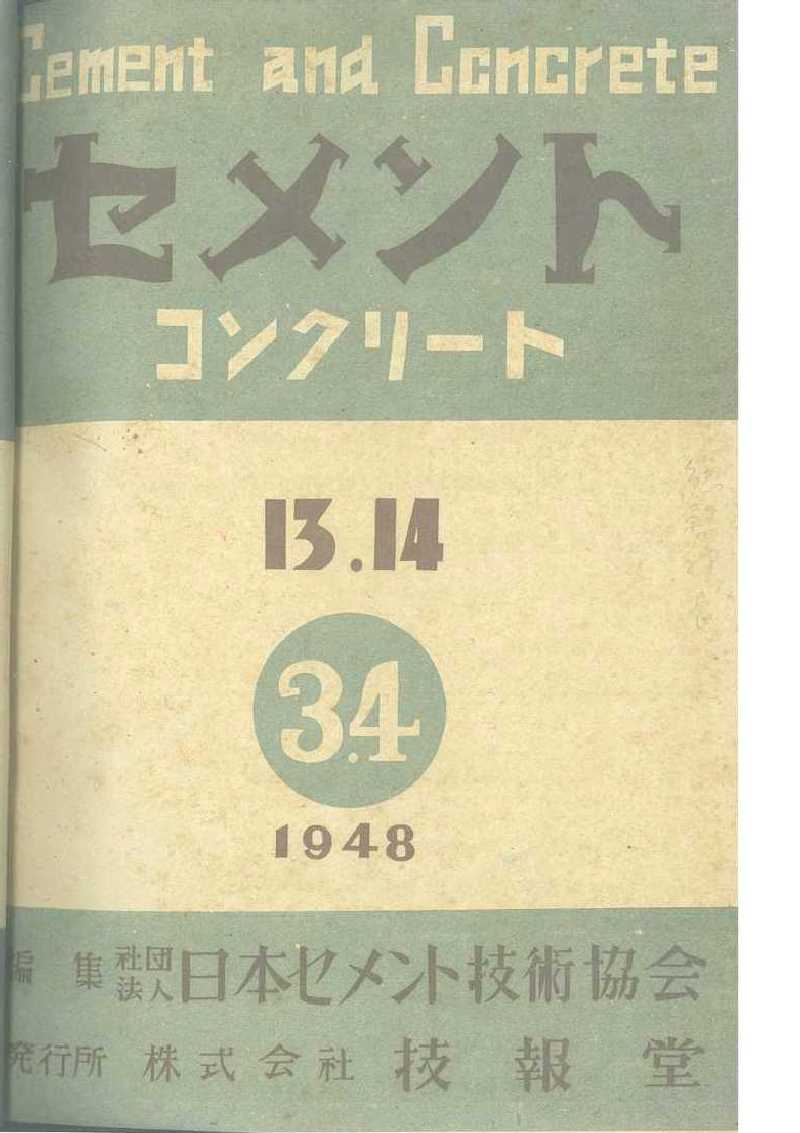 Cement and Concrete
セメント
コンクリート
13.14
3.4
1948
編集 社団法人 日本セメント技術協会
発行所 株式会社 技報堂